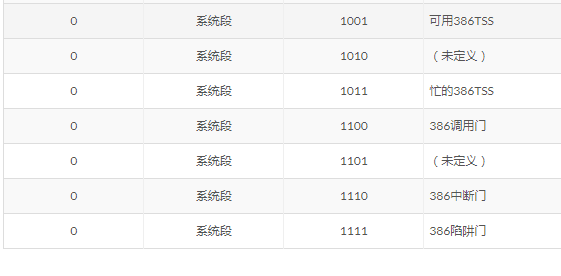 0 系统段 1001 可用386TSS
0 系统段 1010 （未定义）
0 系统段 1011 忙的386TSS
0 系统段 1100 386调用门
0 系统段 1101 （未定义）
0 系统段 1110 386中断门
0 系统段 1111 386陷阱门